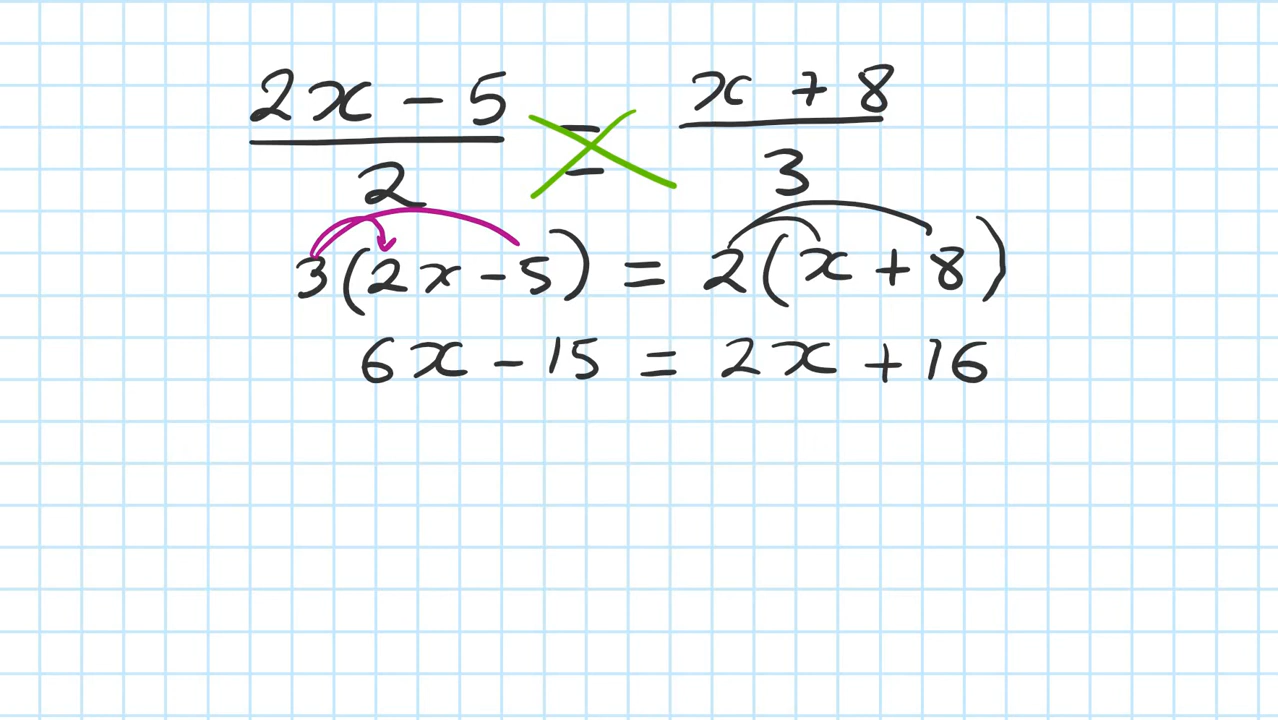 2x - 5 / 2 = x + 8 / 3
3(2x - 5) = 2(x + 8)
6x - 15 = 2x + 16